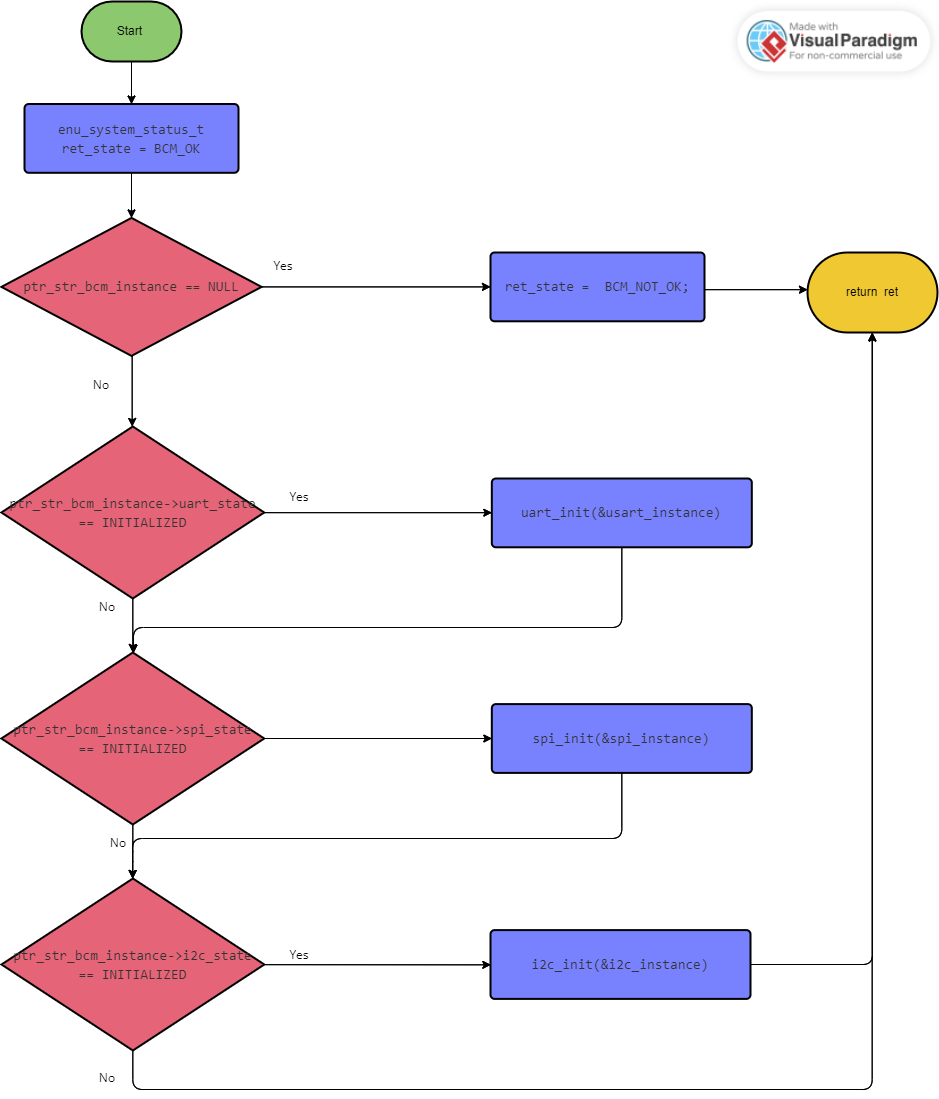 Start
Made with
VisualParadigm
For non-commercial use
enu_system_status_t
ret_state = BCM_OK
ptr_str_bcm_instance == NULL
Yes
ret_state =  BCM_NOT_OK;
return  ret
No
ptr_str_bcm_instance->uart_state
== INITIALIZED
Yes
uart_init(&usart_instance)
No
ptr_str_bcm_instance->spi_state
== INITIALIZED
spi_init(&spi_instance)
No
ptr_str_bcm_instance->i2c_state
== INITIALIZED
Yes
i2c_init(&i2c_instance)
No